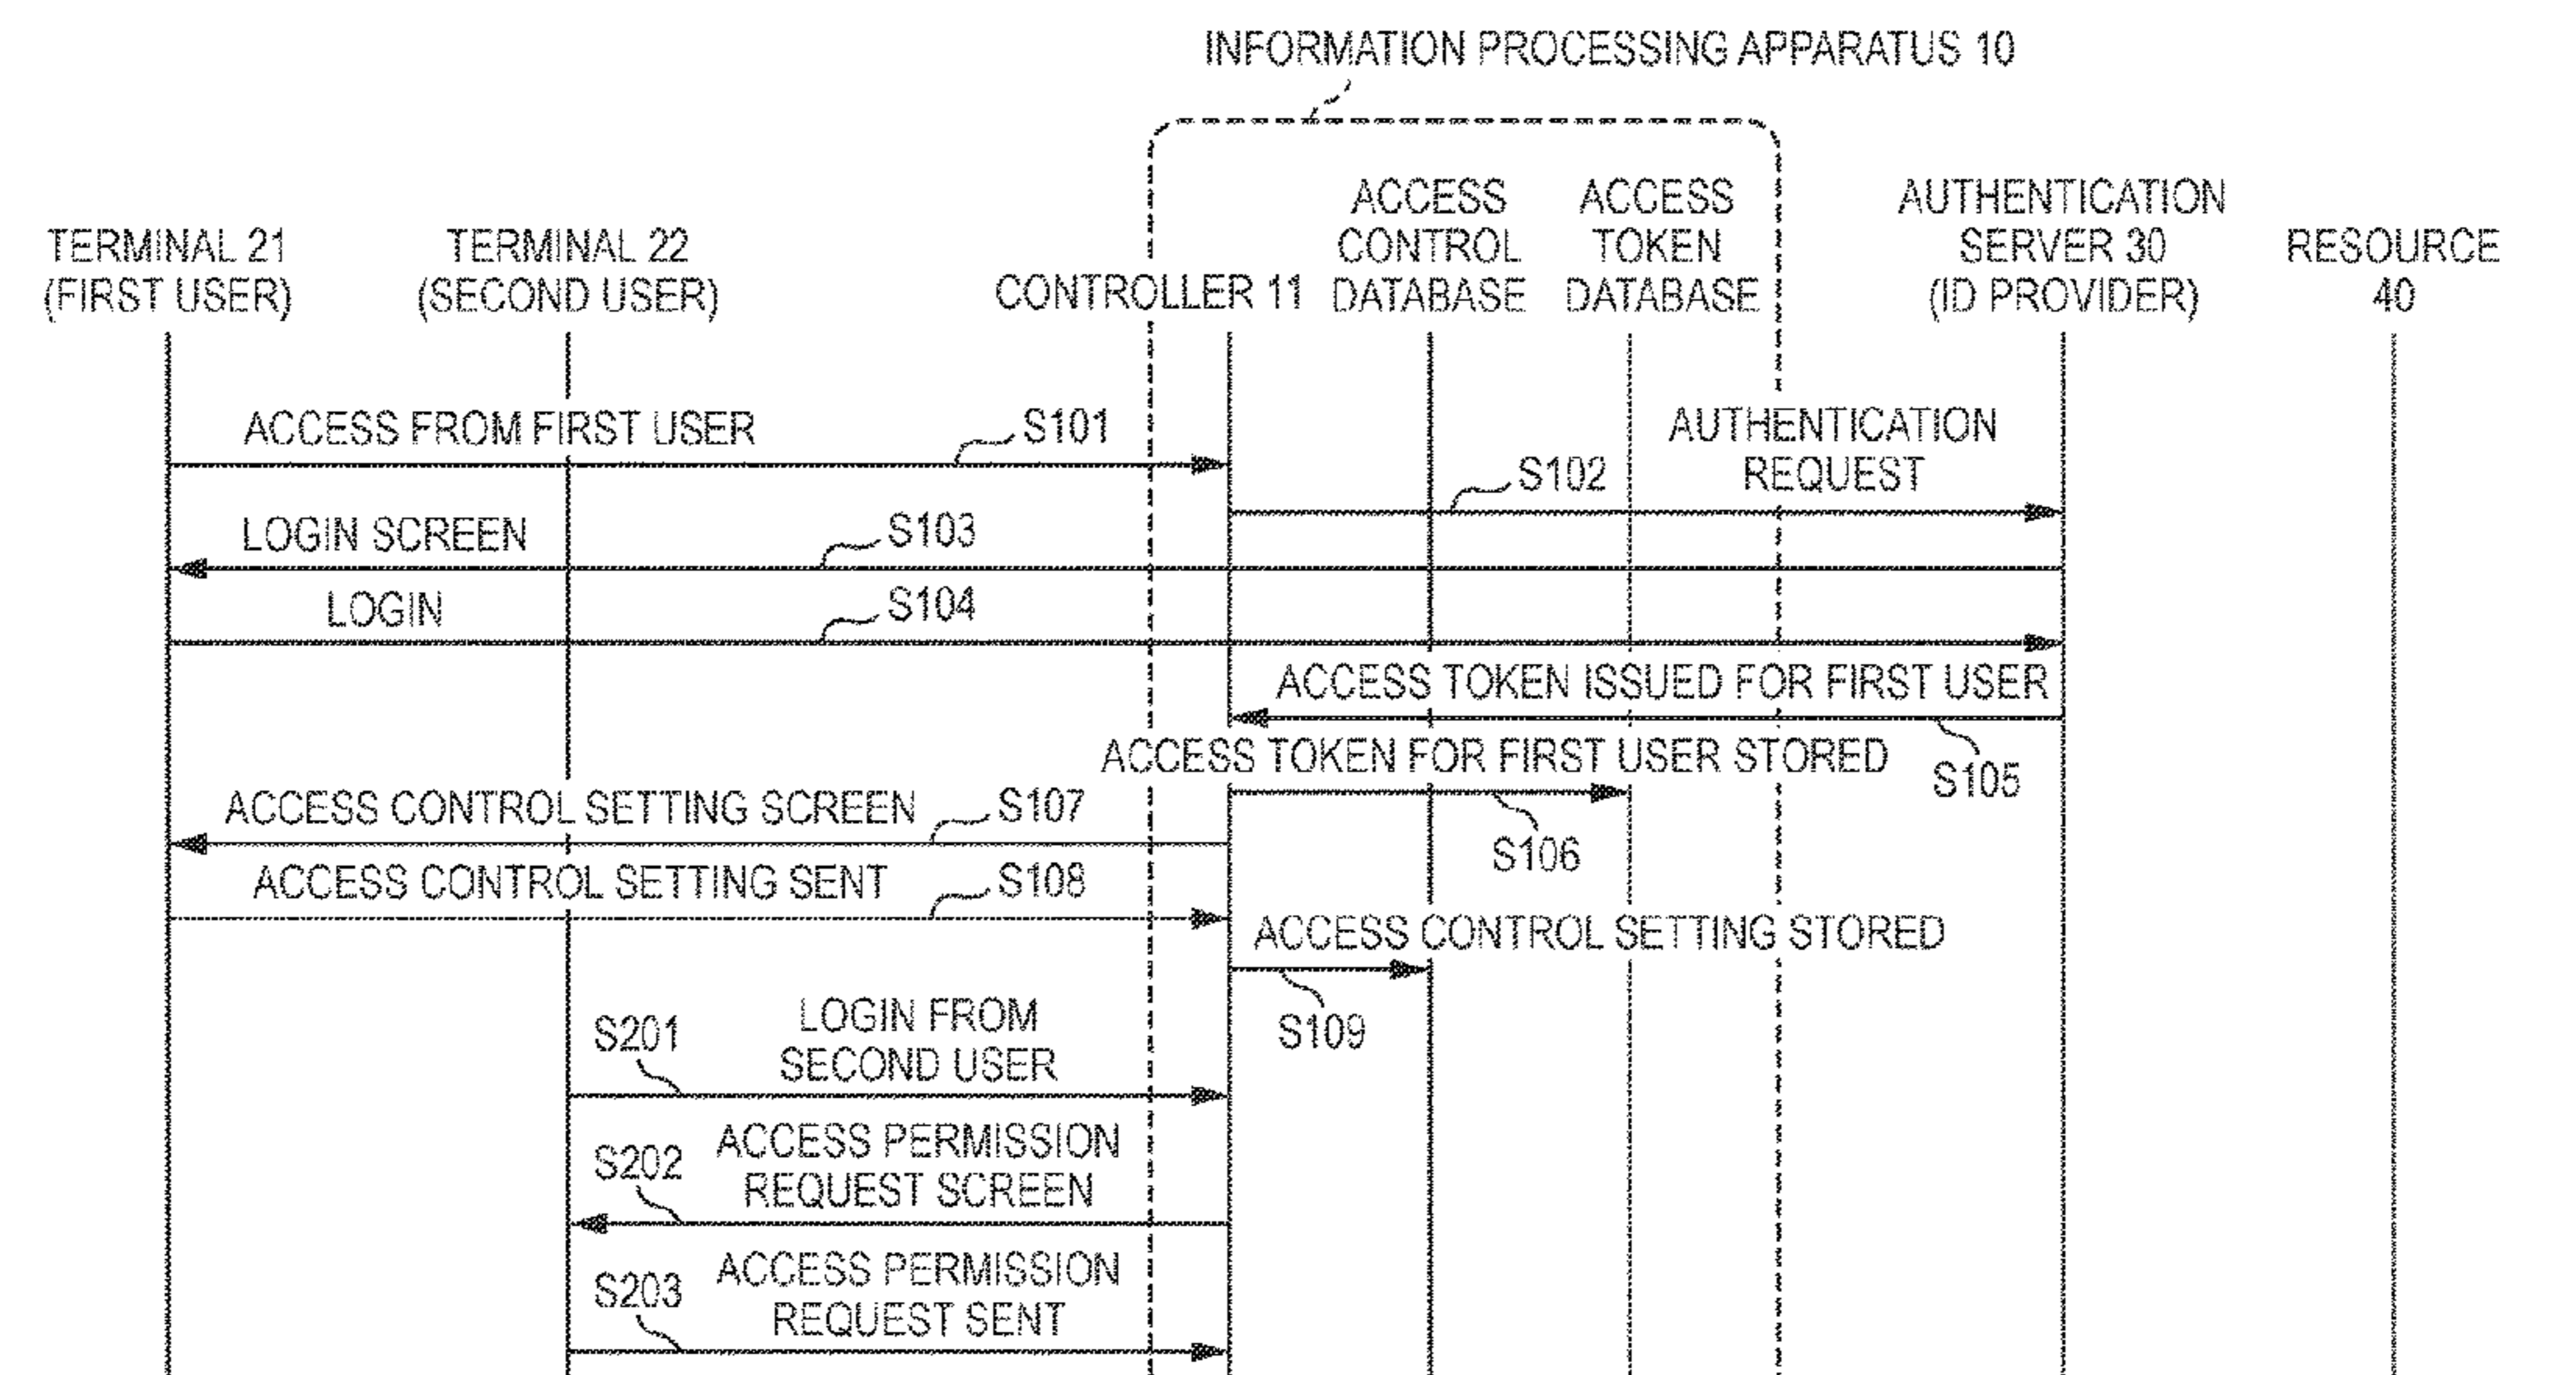 INFORMATION PROCESSING APPARATUS 10
TERMINAL 21
(FIRST USER)
TERMINAL 22
(SECOND USER)
CONTROLLER 11
ACCESS
CONTROL
DATABASE
ACCESS
TOKEN
DATABASE
AUTHENTICATION
SERVER 30
(ID PROVIDER)
RESOURCE
40
ACCESS FROM FIRST USER
S101
AUTHENTICATION
REQUEST
S102
LOGIN SCREEN
S103
LOGIN
S104
ACCESS TOKEN ISSUED FOR FIRST USER
S105
ACCESS TOKEN FOR FIRST USER STORED
S106
ACCESS CONTROL SETTING SCREEN
S107
ACCESS CONTROL SETTING SENT
S108
ACCESS CONTROL SETTING STORED
S109
S201
LOGIN FROM
SECOND USER
S202
ACCESS PERMISSION
REQUEST SCREEN
S203
ACCESS PERMISSION
REQUEST SENT